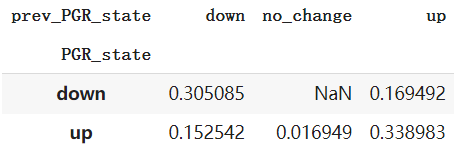 prev_PGR_state down no_change up
PGR_state
down 0.305085 NaN 0.169492
up 0.152542 0.016949 0.338983